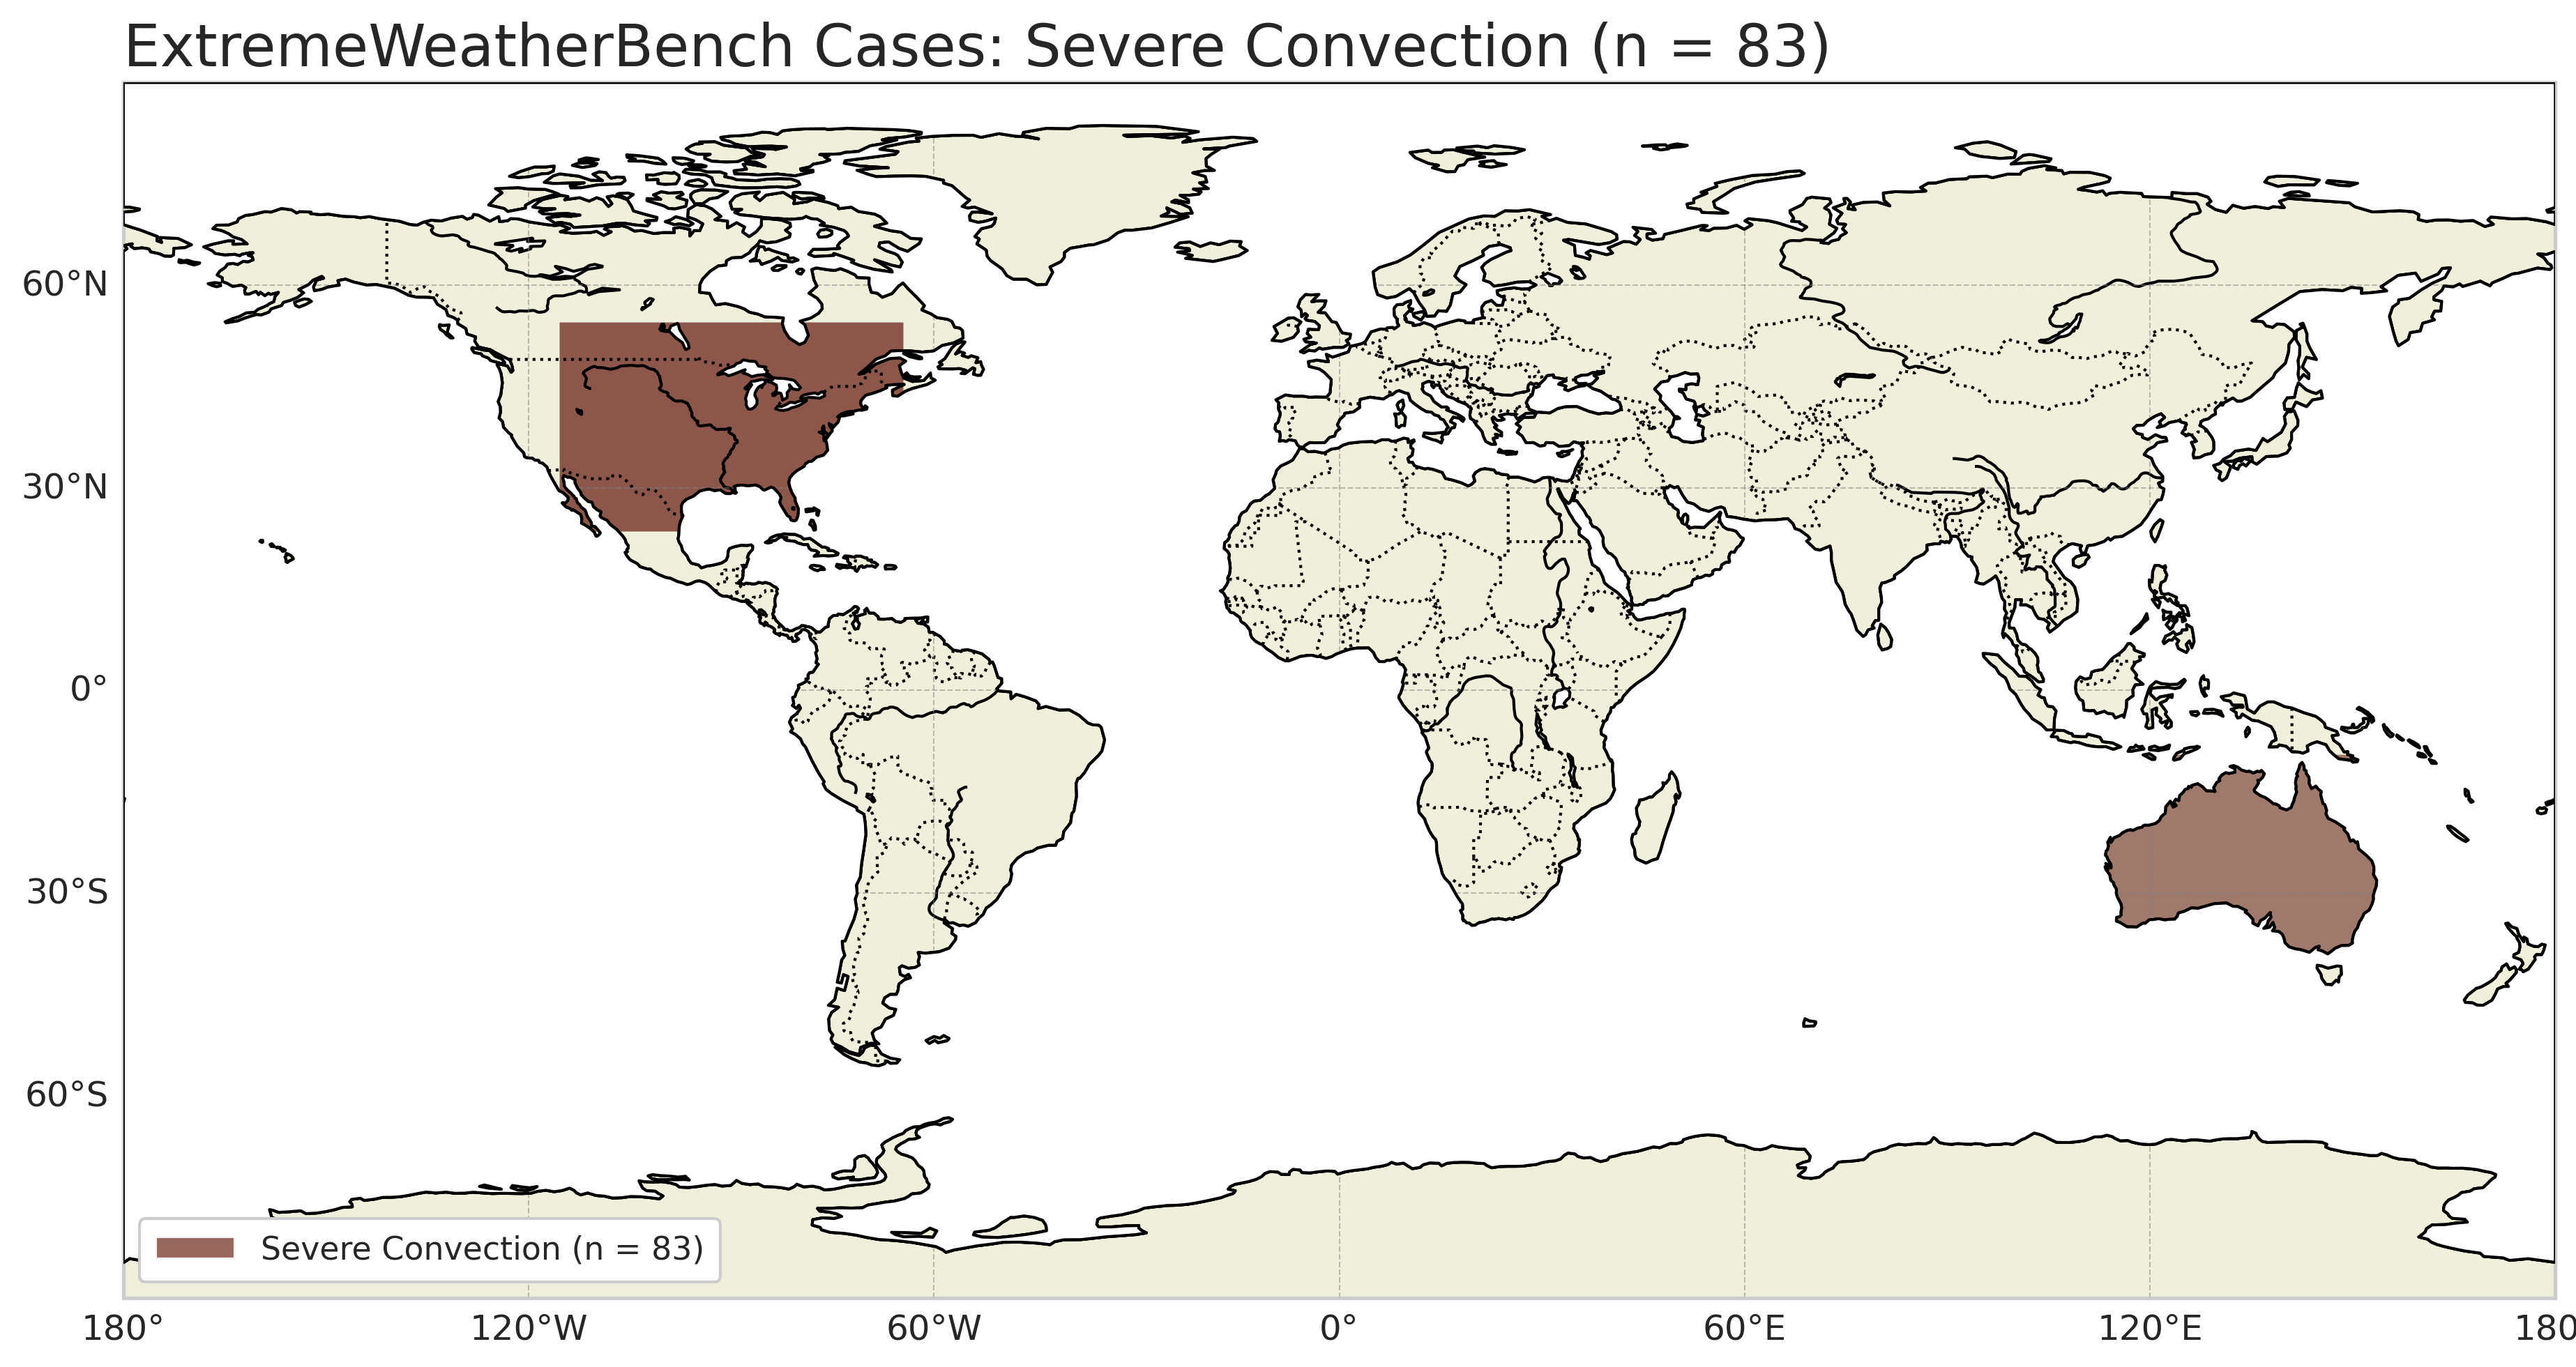 ExtremeWeatherBench Cases: Severe Convection (n = 83)
60°N
30°N
0°
30°S
60°S
Severe Convection (n = 83)
180° 120°W 60°W 0° 60°E 120°E 180